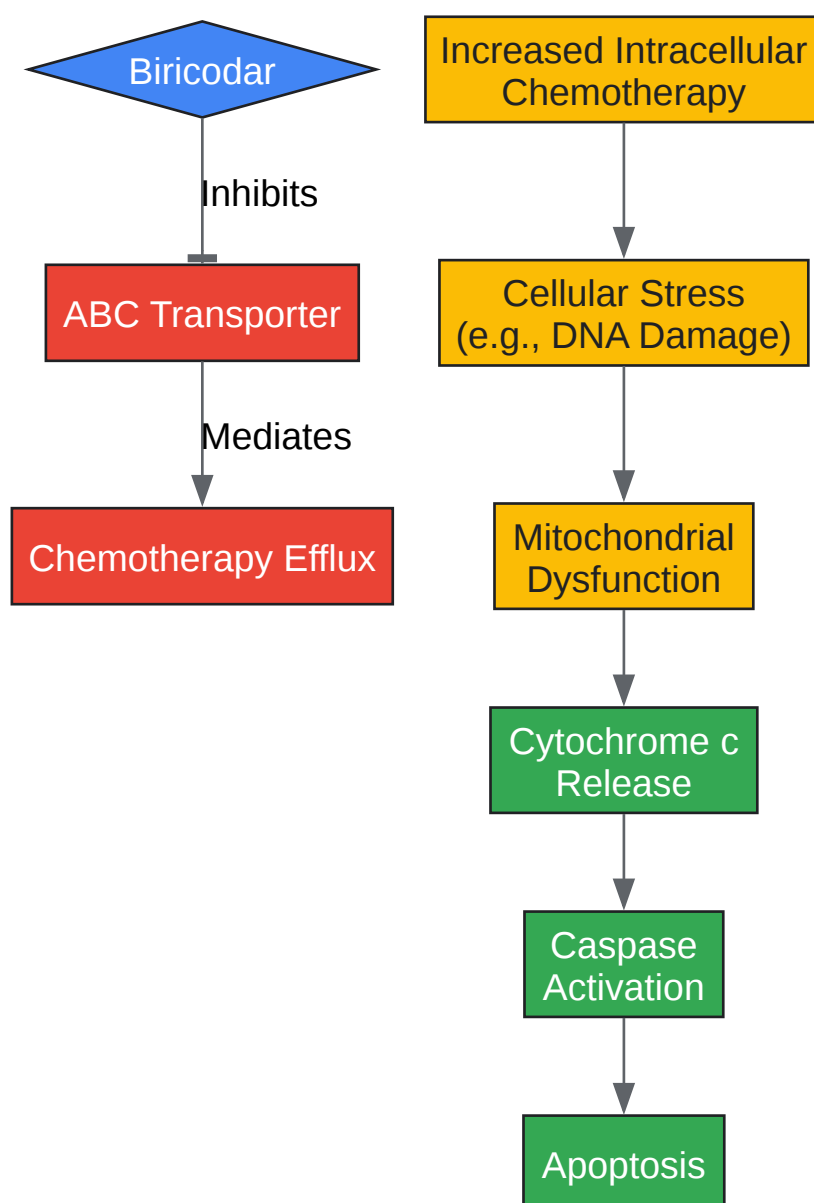 Biricodar
Inhibits
ABC Transporter
Mediates
Chemotherapy Efflux
Increased Intracellular
Chemotherapy
Cellular Stress
(e.g., DNA Damage)
Mitochondrial
Dysfunction
Cytochrome c
Release
Caspase
Activation
Apoptosis